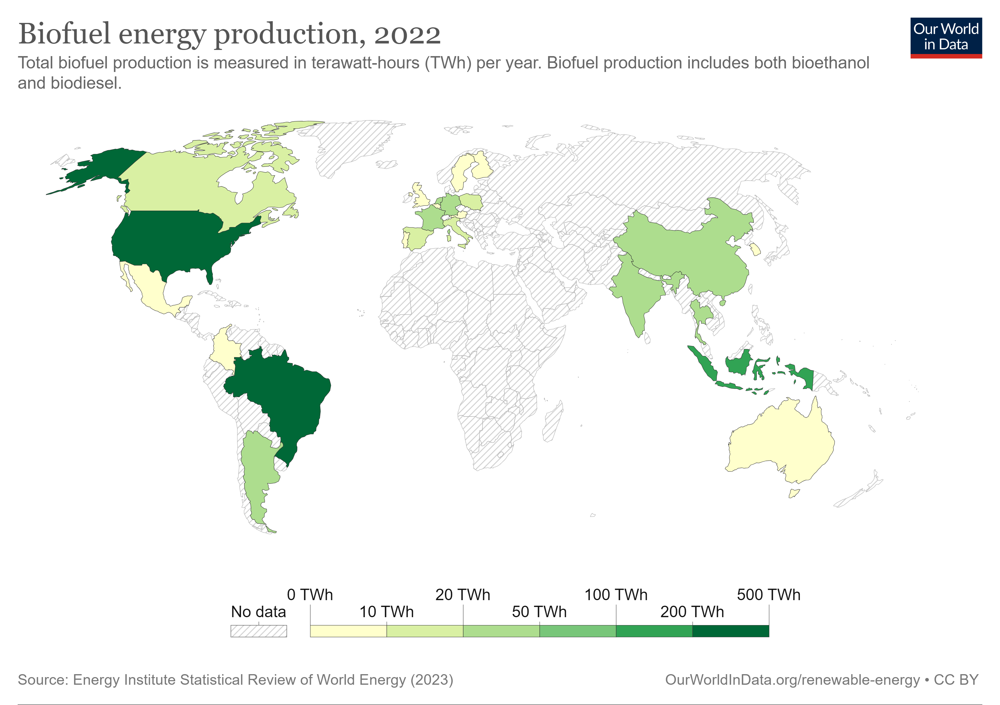 Biofuel energy production, 2022
Our World
in Data
Total biofuel production is measured in terawatt-hours (TWh) per year. Biofuel production includes both bioethanol
and biodiesel.
0 TWh
20 TWh
100 TWh
500 TWh
No data
10 TWh
50 TWh
200 TWh
Source: Energy Institute Statistical Review of World Energy (2023)
OurWorldInData.org/renewable-energy • CC BY